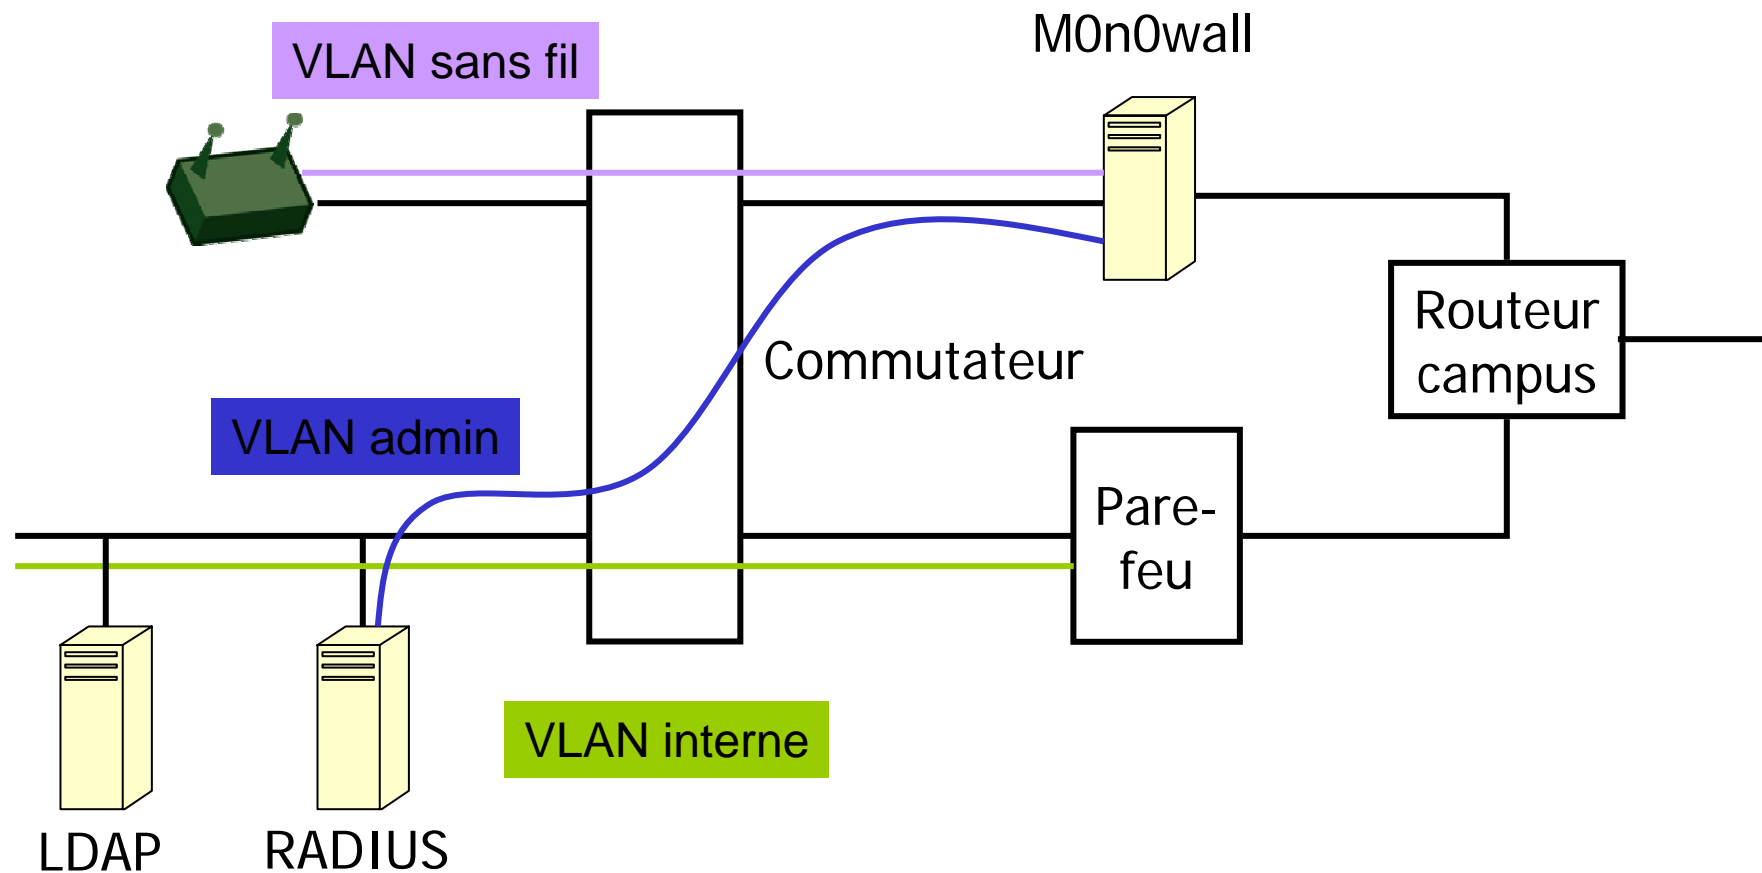 M0n0wall
VLAN sans fil
Routeur
campus
Commutateur
VLAN admin
Pare-
feu
VLAN interne
LDAP
RADIUS